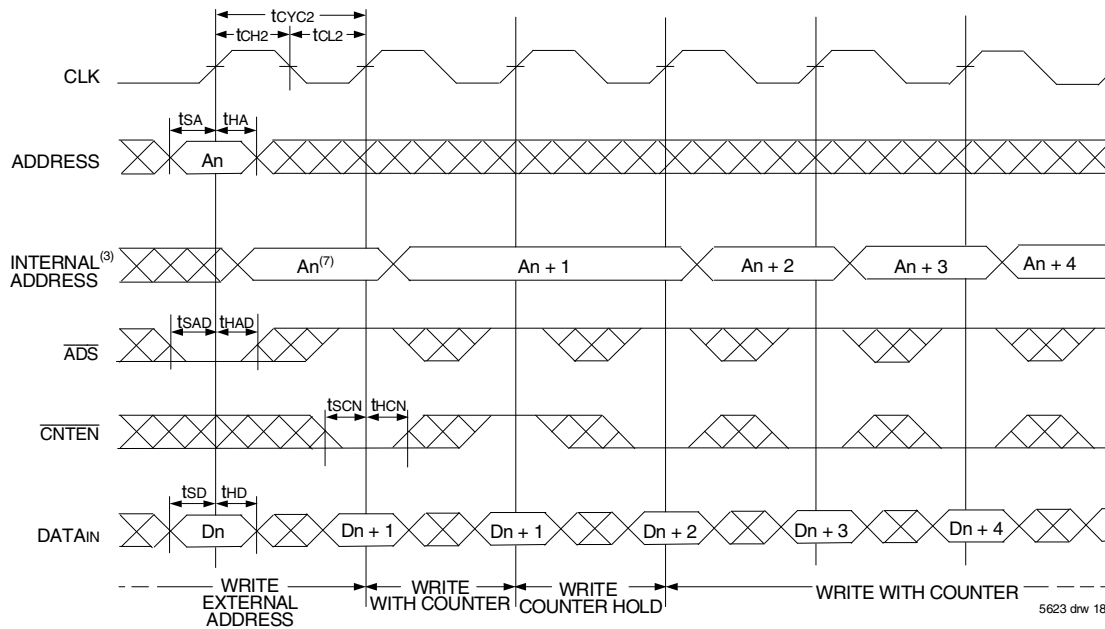 tCYC2
tCH2 tCL2
CLK
tSA tHA
ADDRESS An
INTERNAL(3) ADDRESS An(7) An + 1 An + 2 An + 3 An + 4
tSAD tHAD
ADS
tSCN tHCN
CNTEN
tSD tHD
DATAIN Dn Dn + 1 Dn + 1 Dn + 2 Dn + 3 Dn + 4
WRITE EXTERNAL ADDRESS
WRITE WITH COUNTER
WRITE COUNTER HOLD
WRITE WITH COUNTER
5623 drw 18